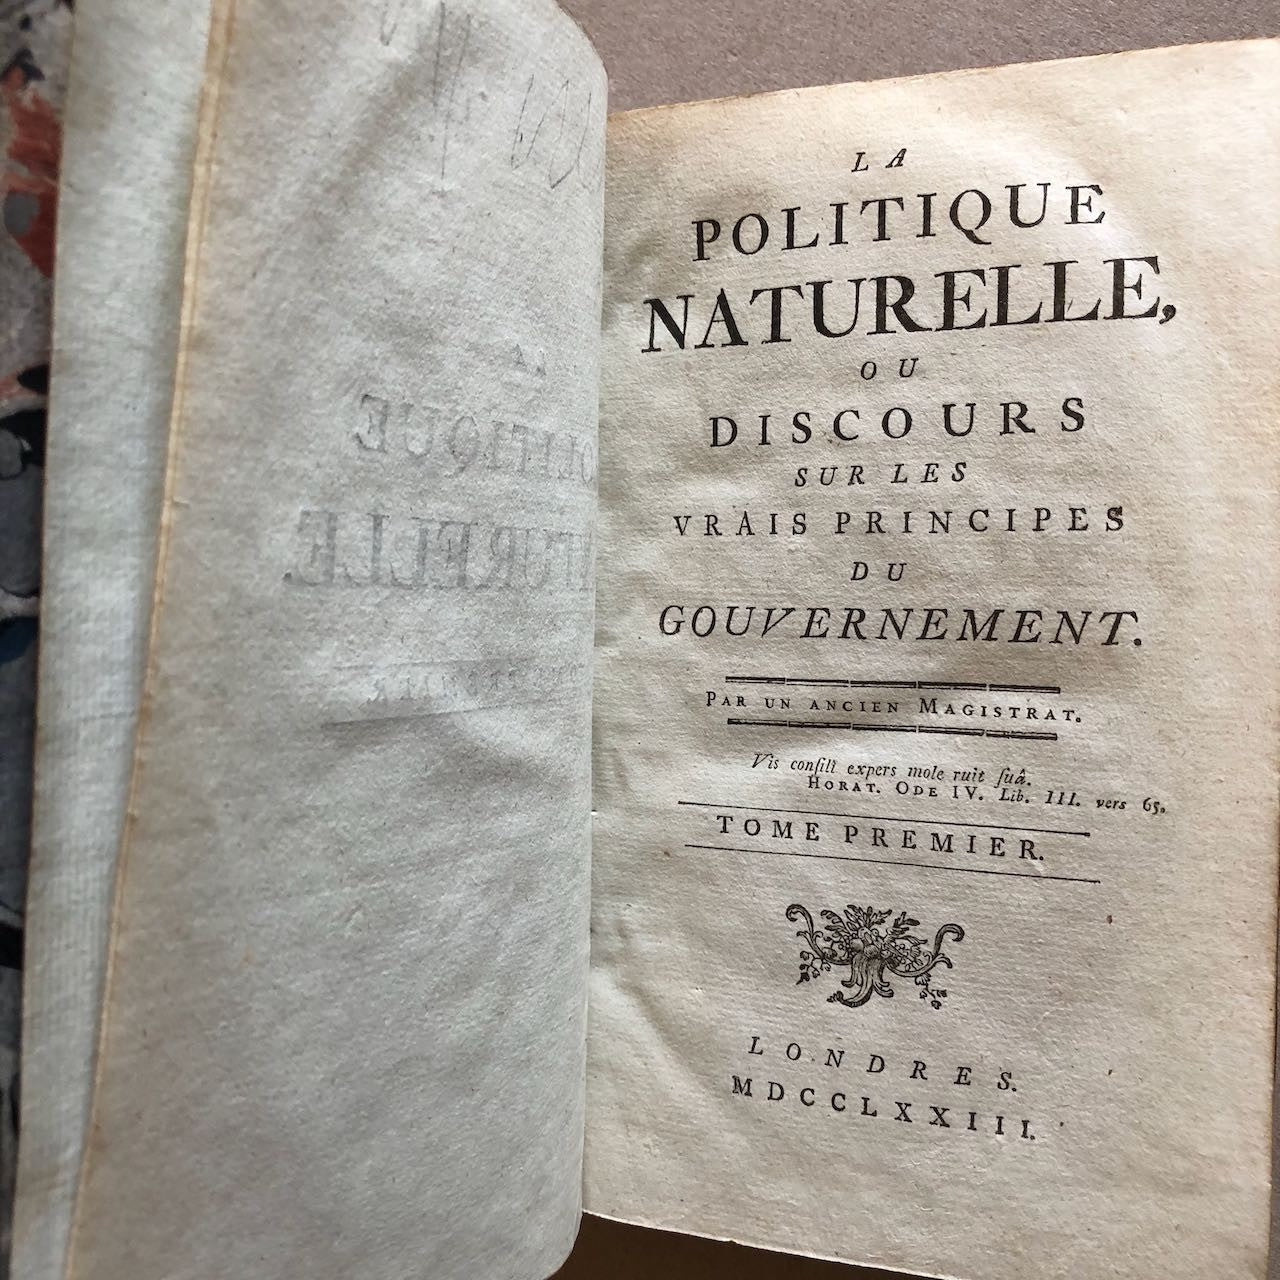 LA
POLITIQUE
NATURELLE,
OU
DISCOURS
SUR LES
VRAIS PRINCIPES
DU
GOUVERNEMENT.
PAR UN ANCIEN MAGISTRAT.
Vis consilî expers mole ruit ſuâ.
HORAT. ODE IV. Lib. III. vers 65.
TOME PREMIER.
LONDRES.
MDCCLXXIII.